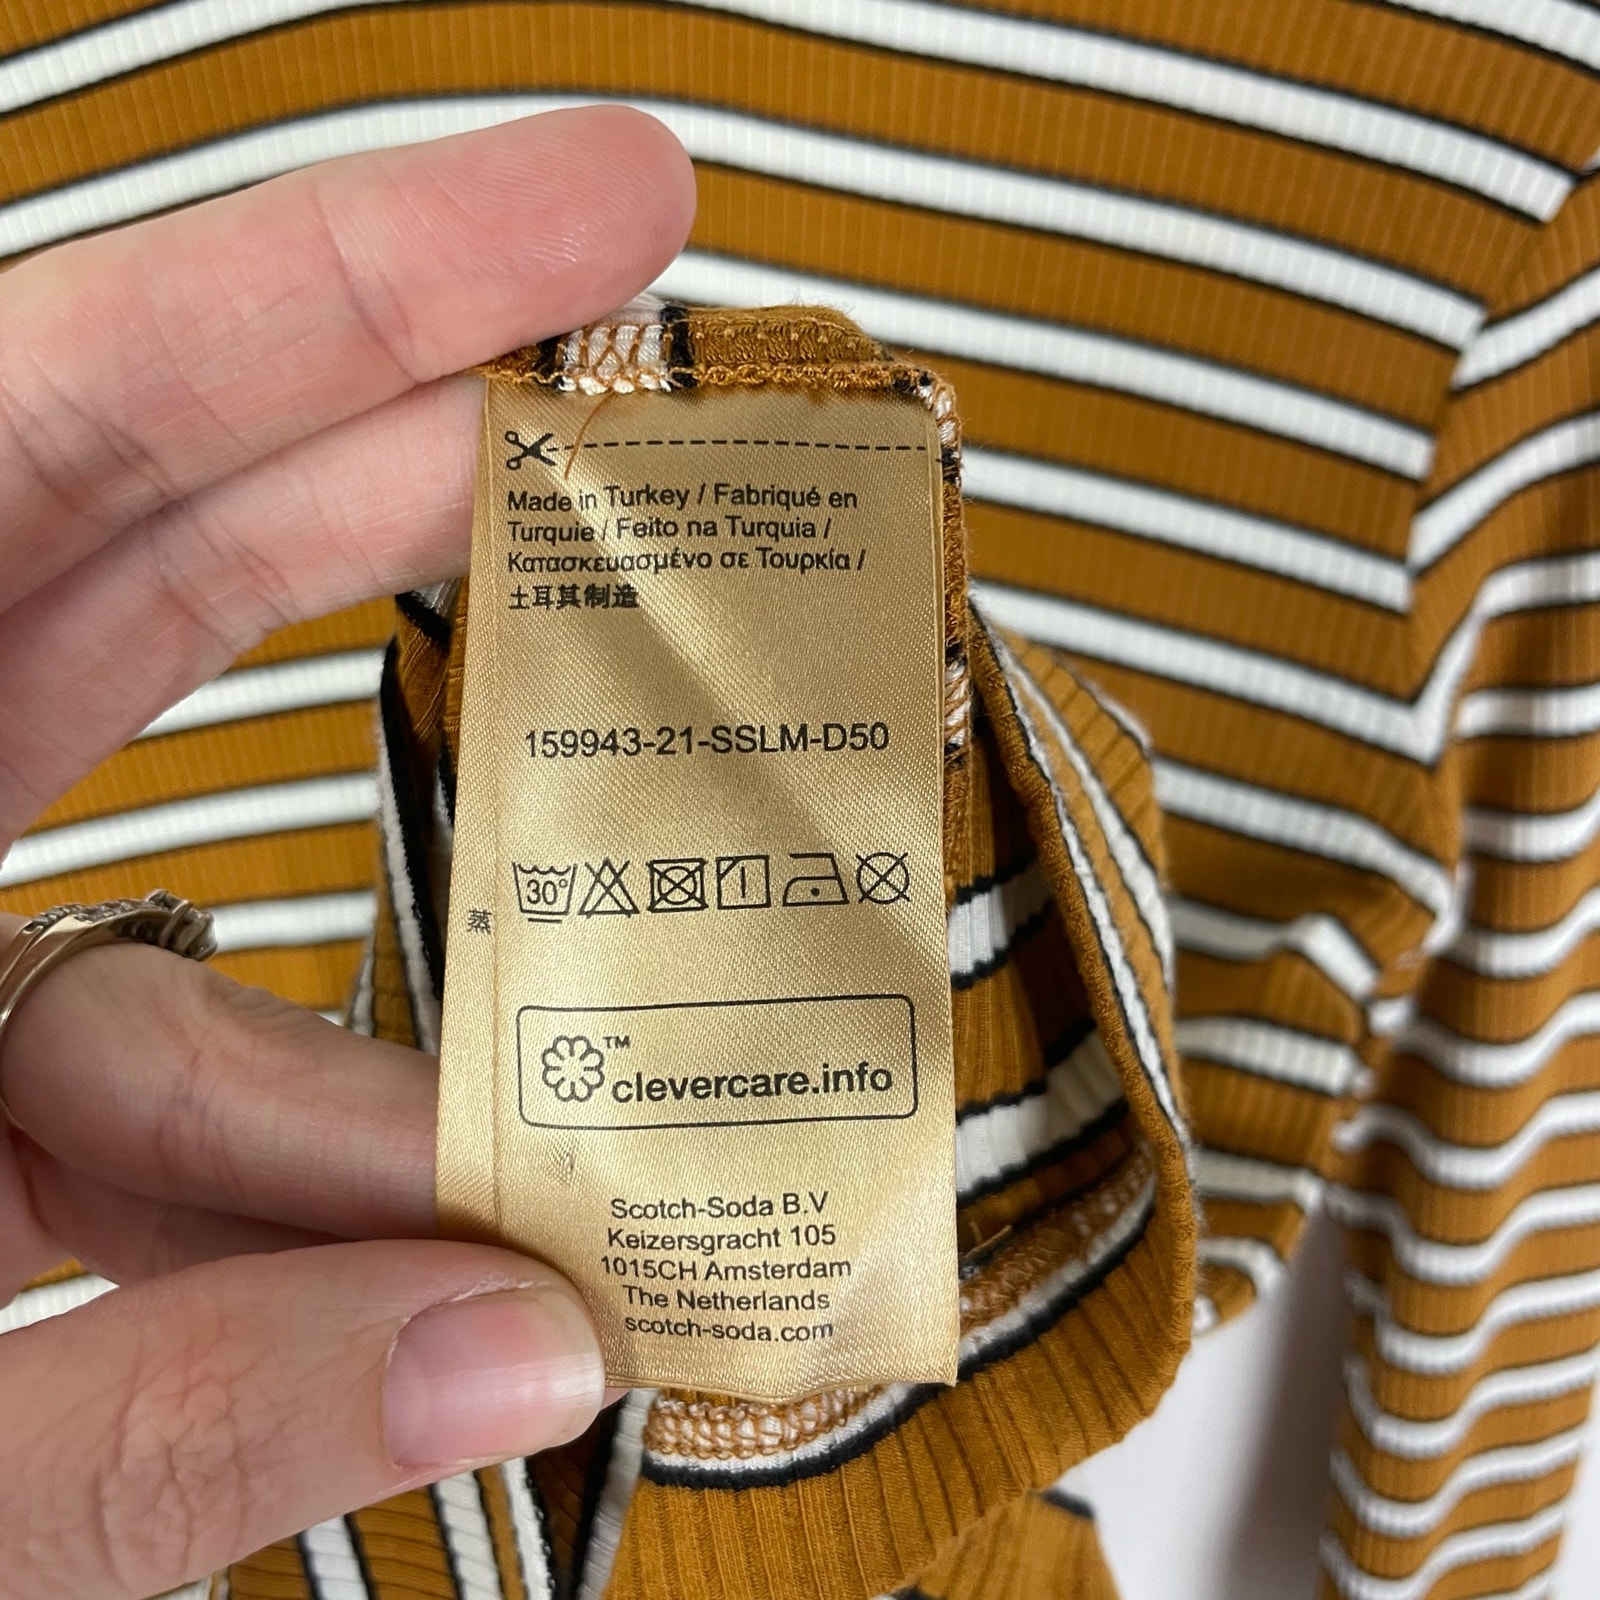 Made in Turkey / Fabriqué en
Turquie / Feito na Turquia /
Κατασκευασμένο σε Τουρκία /
土耳其制造
159943-21-SSLM-D50
30°
蒸
™
clevercare.info
Scotch-Soda B.V
Keizersgracht 105
1015CH Amsterdam
The Netherlands
scotch-soda.com